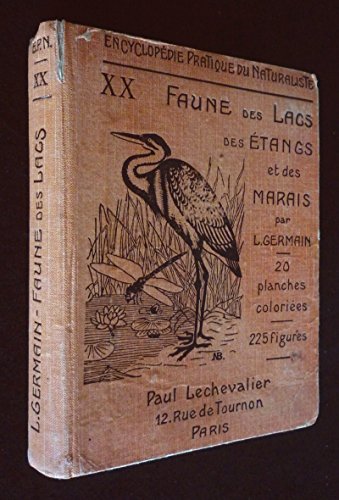 E.P.N.
XX
L. GERMAIN - FAUNE DES LACS
ENCYCLOPÉDIE PRATIQUE DU NATURALISTE
XX FAUNE DES LACS
DES ÉTANGS
et des
MARAIS
par
L. GERMAIN
20
planches
coloriées
225 figures
NB
Paul Lechevalier
12. Rue de Tournon
PARIS